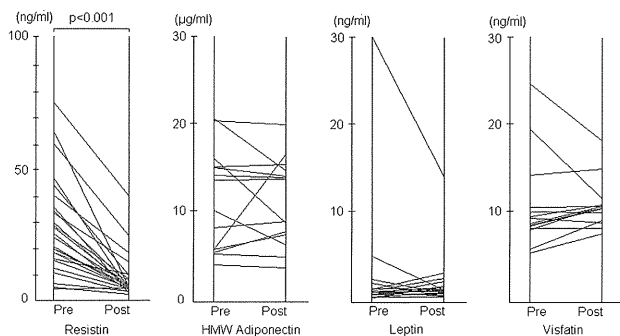 (ng/ml) p<0.001 (µg/ml) (ng/ml) (ng/ml)
100 30 30 30
20 20 20
50
10 10 10
0 0
Pre Post Pre Post Pre Post Pre Post
Resistin HMW Adiponectin Leptin Visfatin